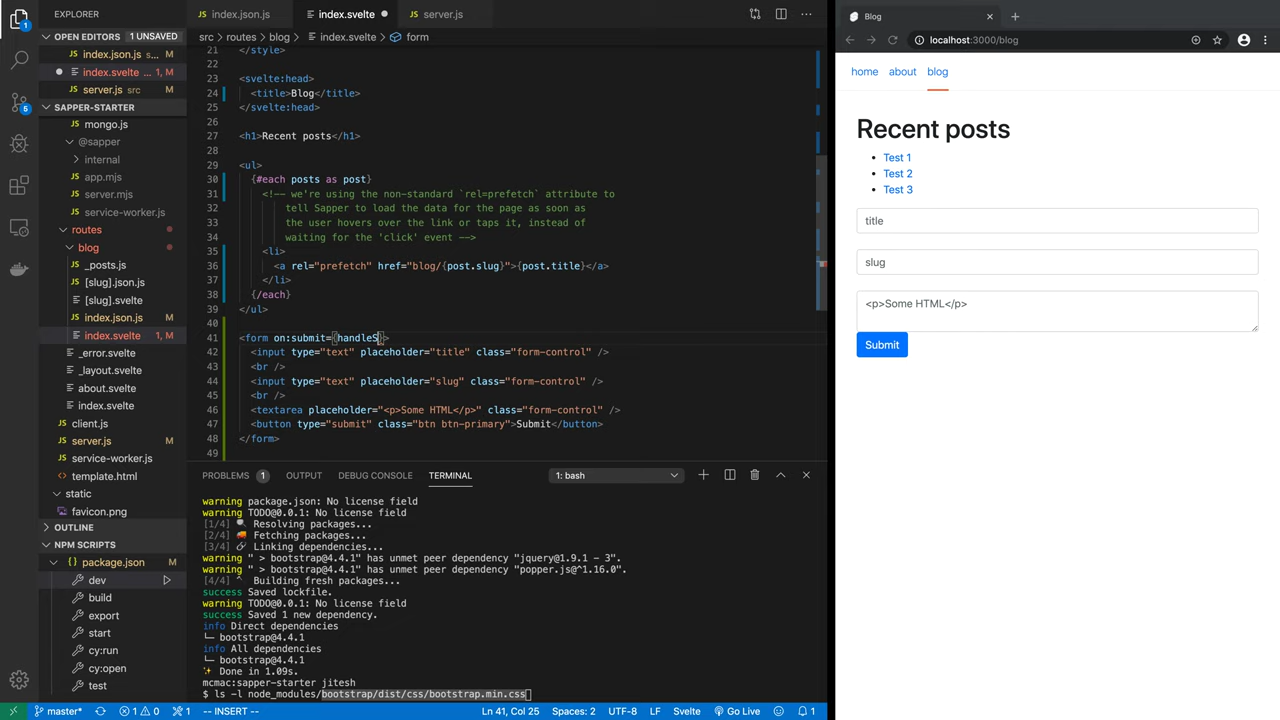 EXPLORER
OPEN EDITORS 1 UNSAVED
index.json.js s...
index.svelte ... 1, M
server.js src M
SAPPER-STARTER
mongo.js
@sapper
internal
app.mjs
server.mjs
service-worker.js
routes
blog
_posts.js
[slug].json.js
[slug].svelte
index.json.js M
index.svelte 1, M
_error.svelte
_layout.svelte
about.svelte
index.svelte
client.js
server.js M
service-worker.js
template.html
static
favicon.png
OUTLINE
NPM SCRIPTS
package.json M
dev
build
export
start
cy:run
cy:open
test
1
5
index.json.js
index.svelte
server.js
src > routes > blog > index.svelte > form
21 </style>
22
23 <svelte:head>
24 <title>Blog</title>
25 </svelte:head>
26
27 <h1>Recent posts</h1>
28
29 <ul>
30 {#each posts as post}
31 <!-- we're using the non-standard `rel=prefetch` attribute to
32 tell Sapper to load the data for the page as soon as
33 the user hovers over the link or taps it, instead of
34 waiting for the 'click' event -->
35 <li>
36 <a rel="prefetch" href="blog/{post.slug}">{post.title}</a>
37 </li>
38 {/each}
39 </ul>
40
41 <form on:submit={handleS}>
42 <input type="text" placeholder="title" class="form-control" />
43 <br />
44 <input type="text" placeholder="slug" class="form-control" />
45 <br />
46 <textarea placeholder="<p>Some HTML</p>" class="form-control" />
47 <button type="submit" class="btn btn-primary">Submit</button>
48 </form>
49
PROBLEMS 1 OUTPUT DEBUG CONSOLE TERMINAL 1: bash
warning package.json: No license field
warning TODO@0.0.1: No license field
[1/4] Resolving packages...
[2/4] Fetching packages...
[3/4] Linking dependencies...
warning " > bootstrap@4.4.1" has unmet peer dependency "jquery@1.9.1 - 3".
warning " > bootstrap@4.4.1" has unmet peer dependency "popper.js@^1.16.0".
[4/4] Building fresh packages...
success Saved lockfile.
warning TODO@0.0.1: No license field
success Saved 1 new dependency.
info Direct dependencies
└─ bootstrap@4.4.1
info All dependencies
└─ bootstrap@4.4.1
Done in 1.09s.
mcmac:sapper-starter jitesh
$ ls -l node_modules/bootstrap/dist/css/bootstrap.min.css
master* 1 0 1 -- INSERT -- Ln 41, Col 25 Spaces: 2 UTF-8 LF Svelte Go Live 1
Blog
localhost:3000/blog
home about blog
Recent posts
• Test 1
• Test 2
• Test 3
title
slug
<p>Some HTML</p>
Submit